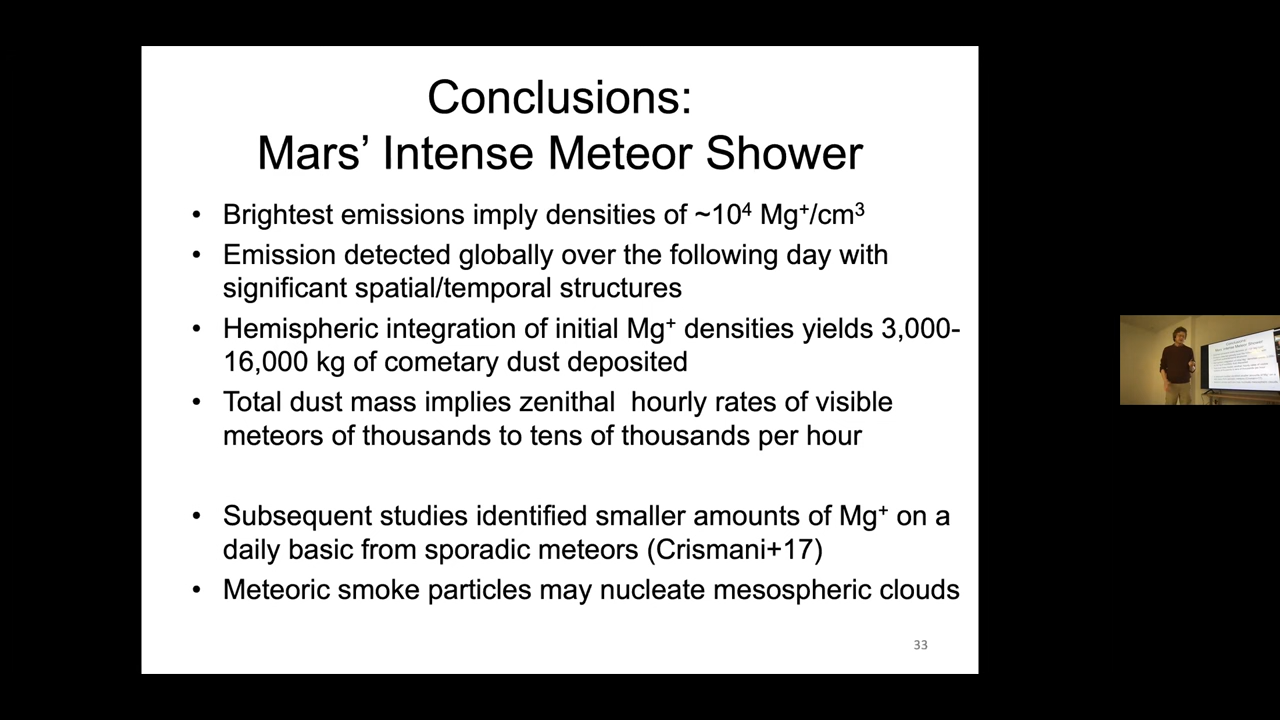 Conclusions:
Mars’ Intense Meteor Shower
• Brightest emissions imply densities of ~10⁴ Mg⁺/cm³
• Emission detected globally over the following day with
significant spatial/temporal structures
• Hemispheric integration of initial Mg⁺ densities yields 3,000-
16,000 kg of cometary dust deposited
• Total dust mass implies zenithal  hourly rates of visible
meteors of thousands to tens of thousands per hour
• Subsequent studies identified smaller amounts of Mg⁺ on a
daily basic from sporadic meteors (Crismani+17)
• Meteoric smoke particles may nucleate mesospheric clouds
33